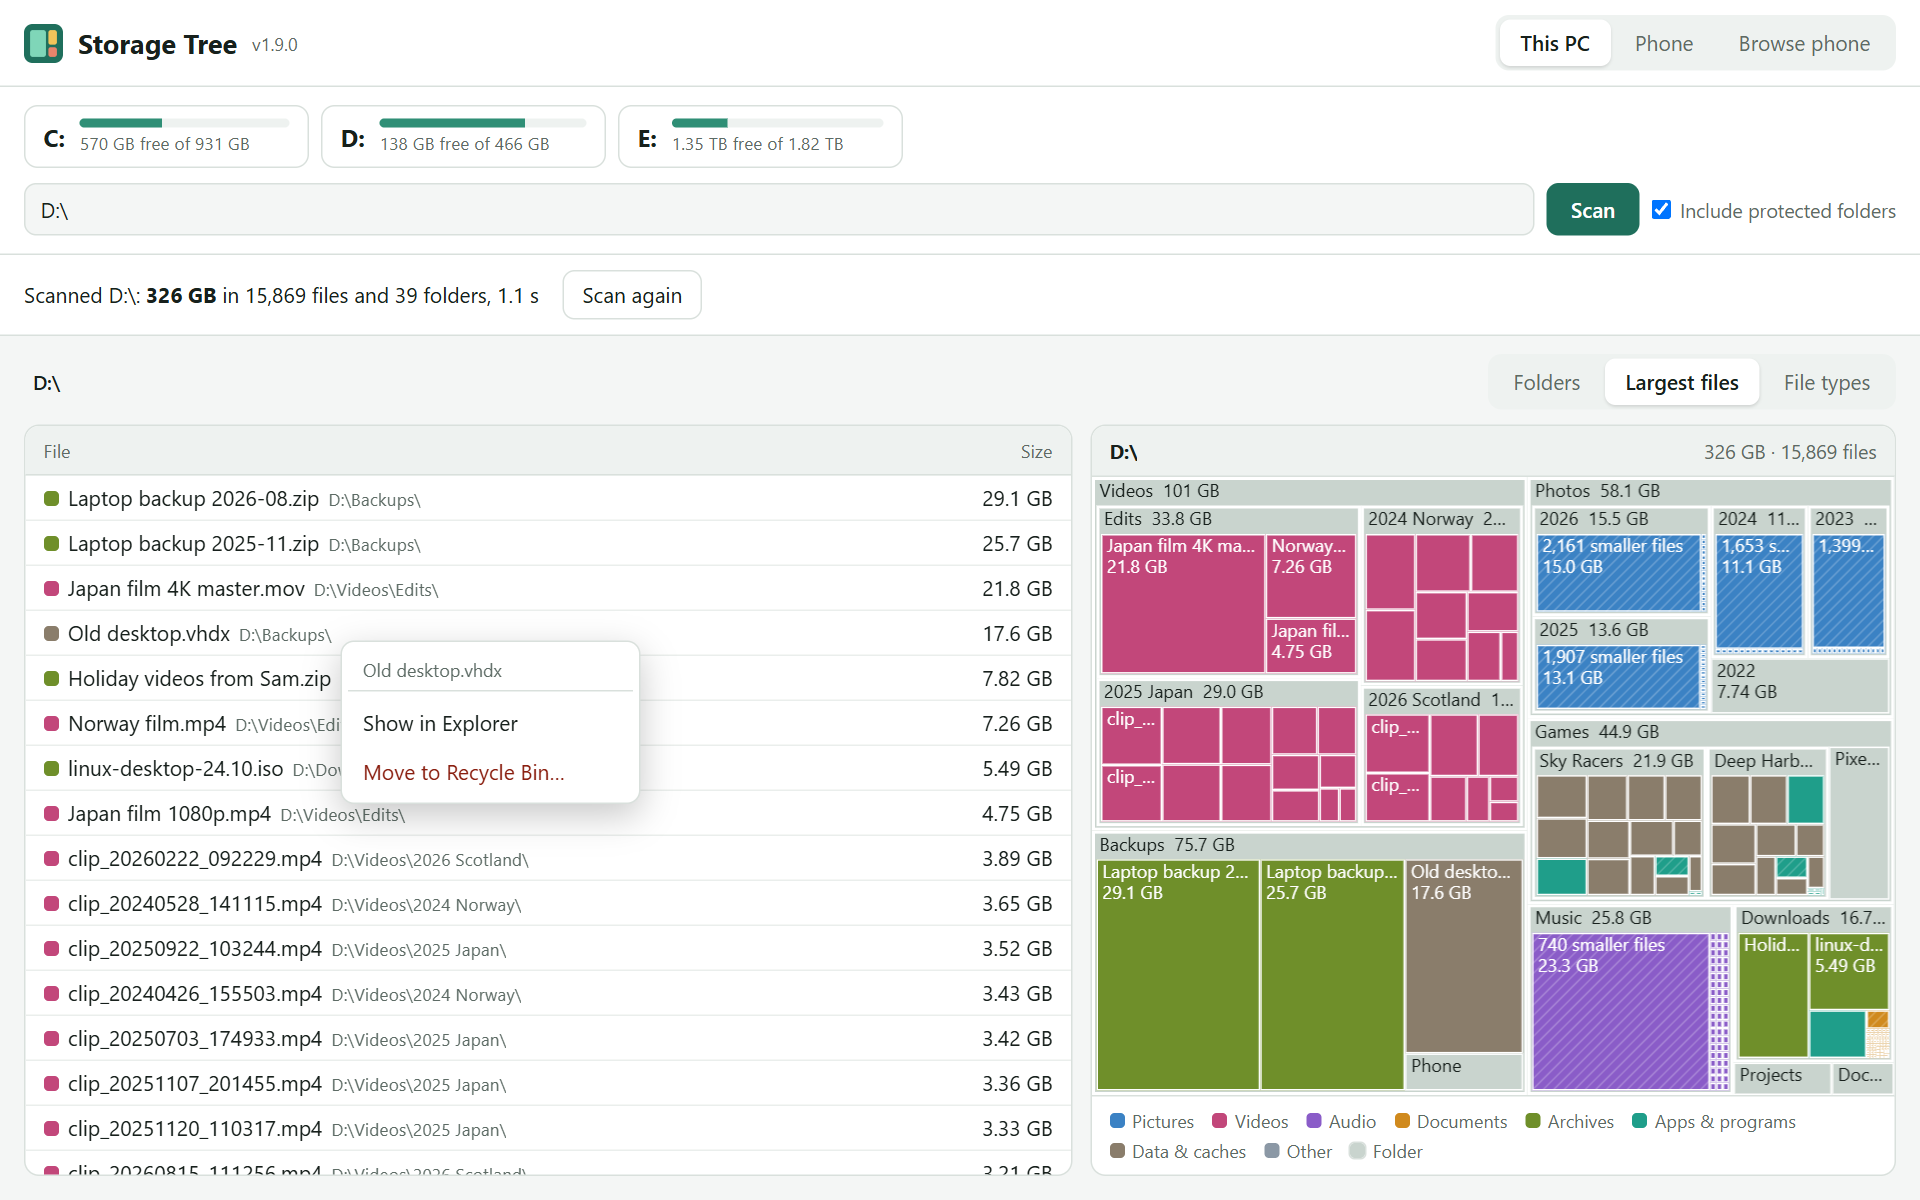 Storage Tree v1.9.0
This PC Phone Browse phone
C: 570 GB free of 931 GB
D: 138 GB free of 466 GB
E: 1.35 TB free of 1.82 TB
D:\ Scan Include protected folders
Scanned D:\: 326 GB in 15,869 files and 39 folders, 1.1 s Scan again
D:\ Folders Largest files File types
File Size
Laptop backup 2026-08.zip D:\Backups\ 29.1 GB
Laptop backup 2025-11.zip D:\Backups\ 25.7 GB
Japan film 4K master.mov D:\Videos\Edits\ 21.8 GB
Old desktop.vhdx D:\Backups\ 17.6 GB
Holiday videos from Sam.zip 7.82 GB
Norway film.mp4 D:\Videos\Edi 7.26 GB
linux-desktop-24.10.iso D:\Do 5.49 GB
Japan film 1080p.mp4 D:\Videos\Edits\ 4.75 GB
clip_20260222_092229.mp4 D:\Videos\2026 Scotland\ 3.89 GB
clip_20240528_141115.mp4 D:\Videos\2024 Norway\ 3.65 GB
clip_20250922_103244.mp4 D:\Videos\2025 Japan\ 3.52 GB
clip_20240426_155503.mp4 D:\Videos\2024 Norway\ 3.43 GB
clip_20250703_174933.mp4 D:\Videos\2025 Japan\ 3.42 GB
clip_20251107_201455.mp4 D:\Videos\2025 Japan\ 3.36 GB
clip_20251120_110317.mp4 D:\Videos\2025 Japan\ 3.33 GB
clip_20260815_111256.mp4 D:\Videos\2026 Scotland\ 3.21 GB
Old desktop.vhdx
Show in Explorer
Move to Recycle Bin...
D:\ 326 GB · 15,869 files
Videos 101 GB
Edits 33.8 GB
Japan film 4K ma...
21.8 GB
Norway...
7.26 GB
Japan fil...
4.75 GB
2024 Norway 2...
2025 Japan 29.0 GB
clip_...
clip_...
2026 Scotland 1...
clip_...
clip_...
Backups 75.7 GB
Laptop backup 2...
29.1 GB
Laptop backup...
25.7 GB
Old deskto...
17.6 GB
Phone
Photos 58.1 GB
2026 15.5 GB
2,161 smaller files
15.0 GB
2024 11...
1,653 s...
11.1 GB
2023 ...
1,399...
2025 13.6 GB
1,907 smaller files
13.1 GB
2022
7.74 GB
Games 44.9 GB
Sky Racers 21.9 GB
Deep Harb...
Pixe...
Music 25.8 GB
740 smaller files
23.3 GB
Downloads 16.7...
Holid...
linux-d...
5.49 GB
Projects
Doc...
Pictures Videos Audio Documents Archives Apps & programs
Data & caches Other Folder